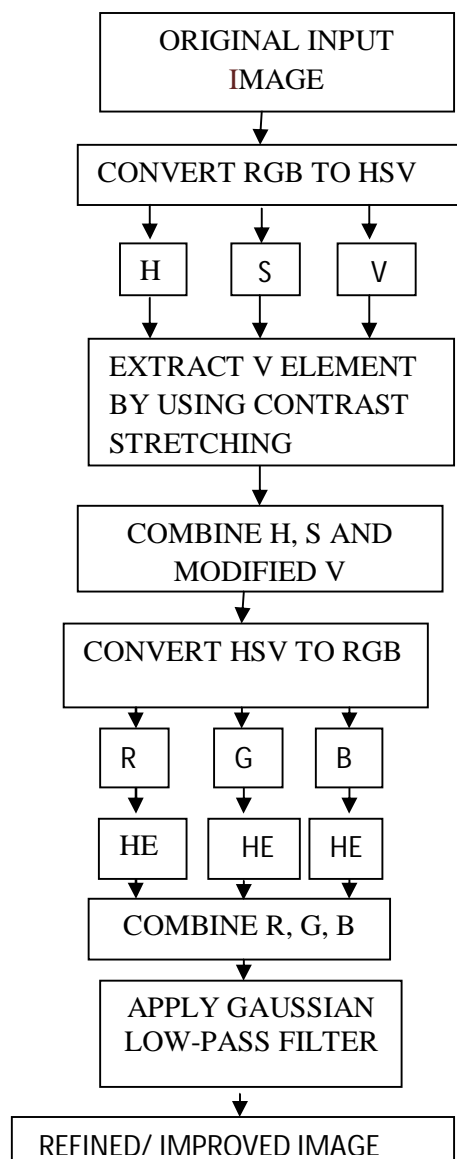 ORIGINAL INPUT
IMAGE
CONVERT RGB TO HSV
H S V
EXTRACT V ELEMENT
BY USING CONTRAST
STRETCHING
COMBINE H, S AND
MODIFIED V
CONVERT HSV TO RGB
R G B
HE HE HE
COMBINE R, G, B
APPLY GAUSSIAN
LOW-PASS FILTER
REFINED/ IMPROVED IMAGE